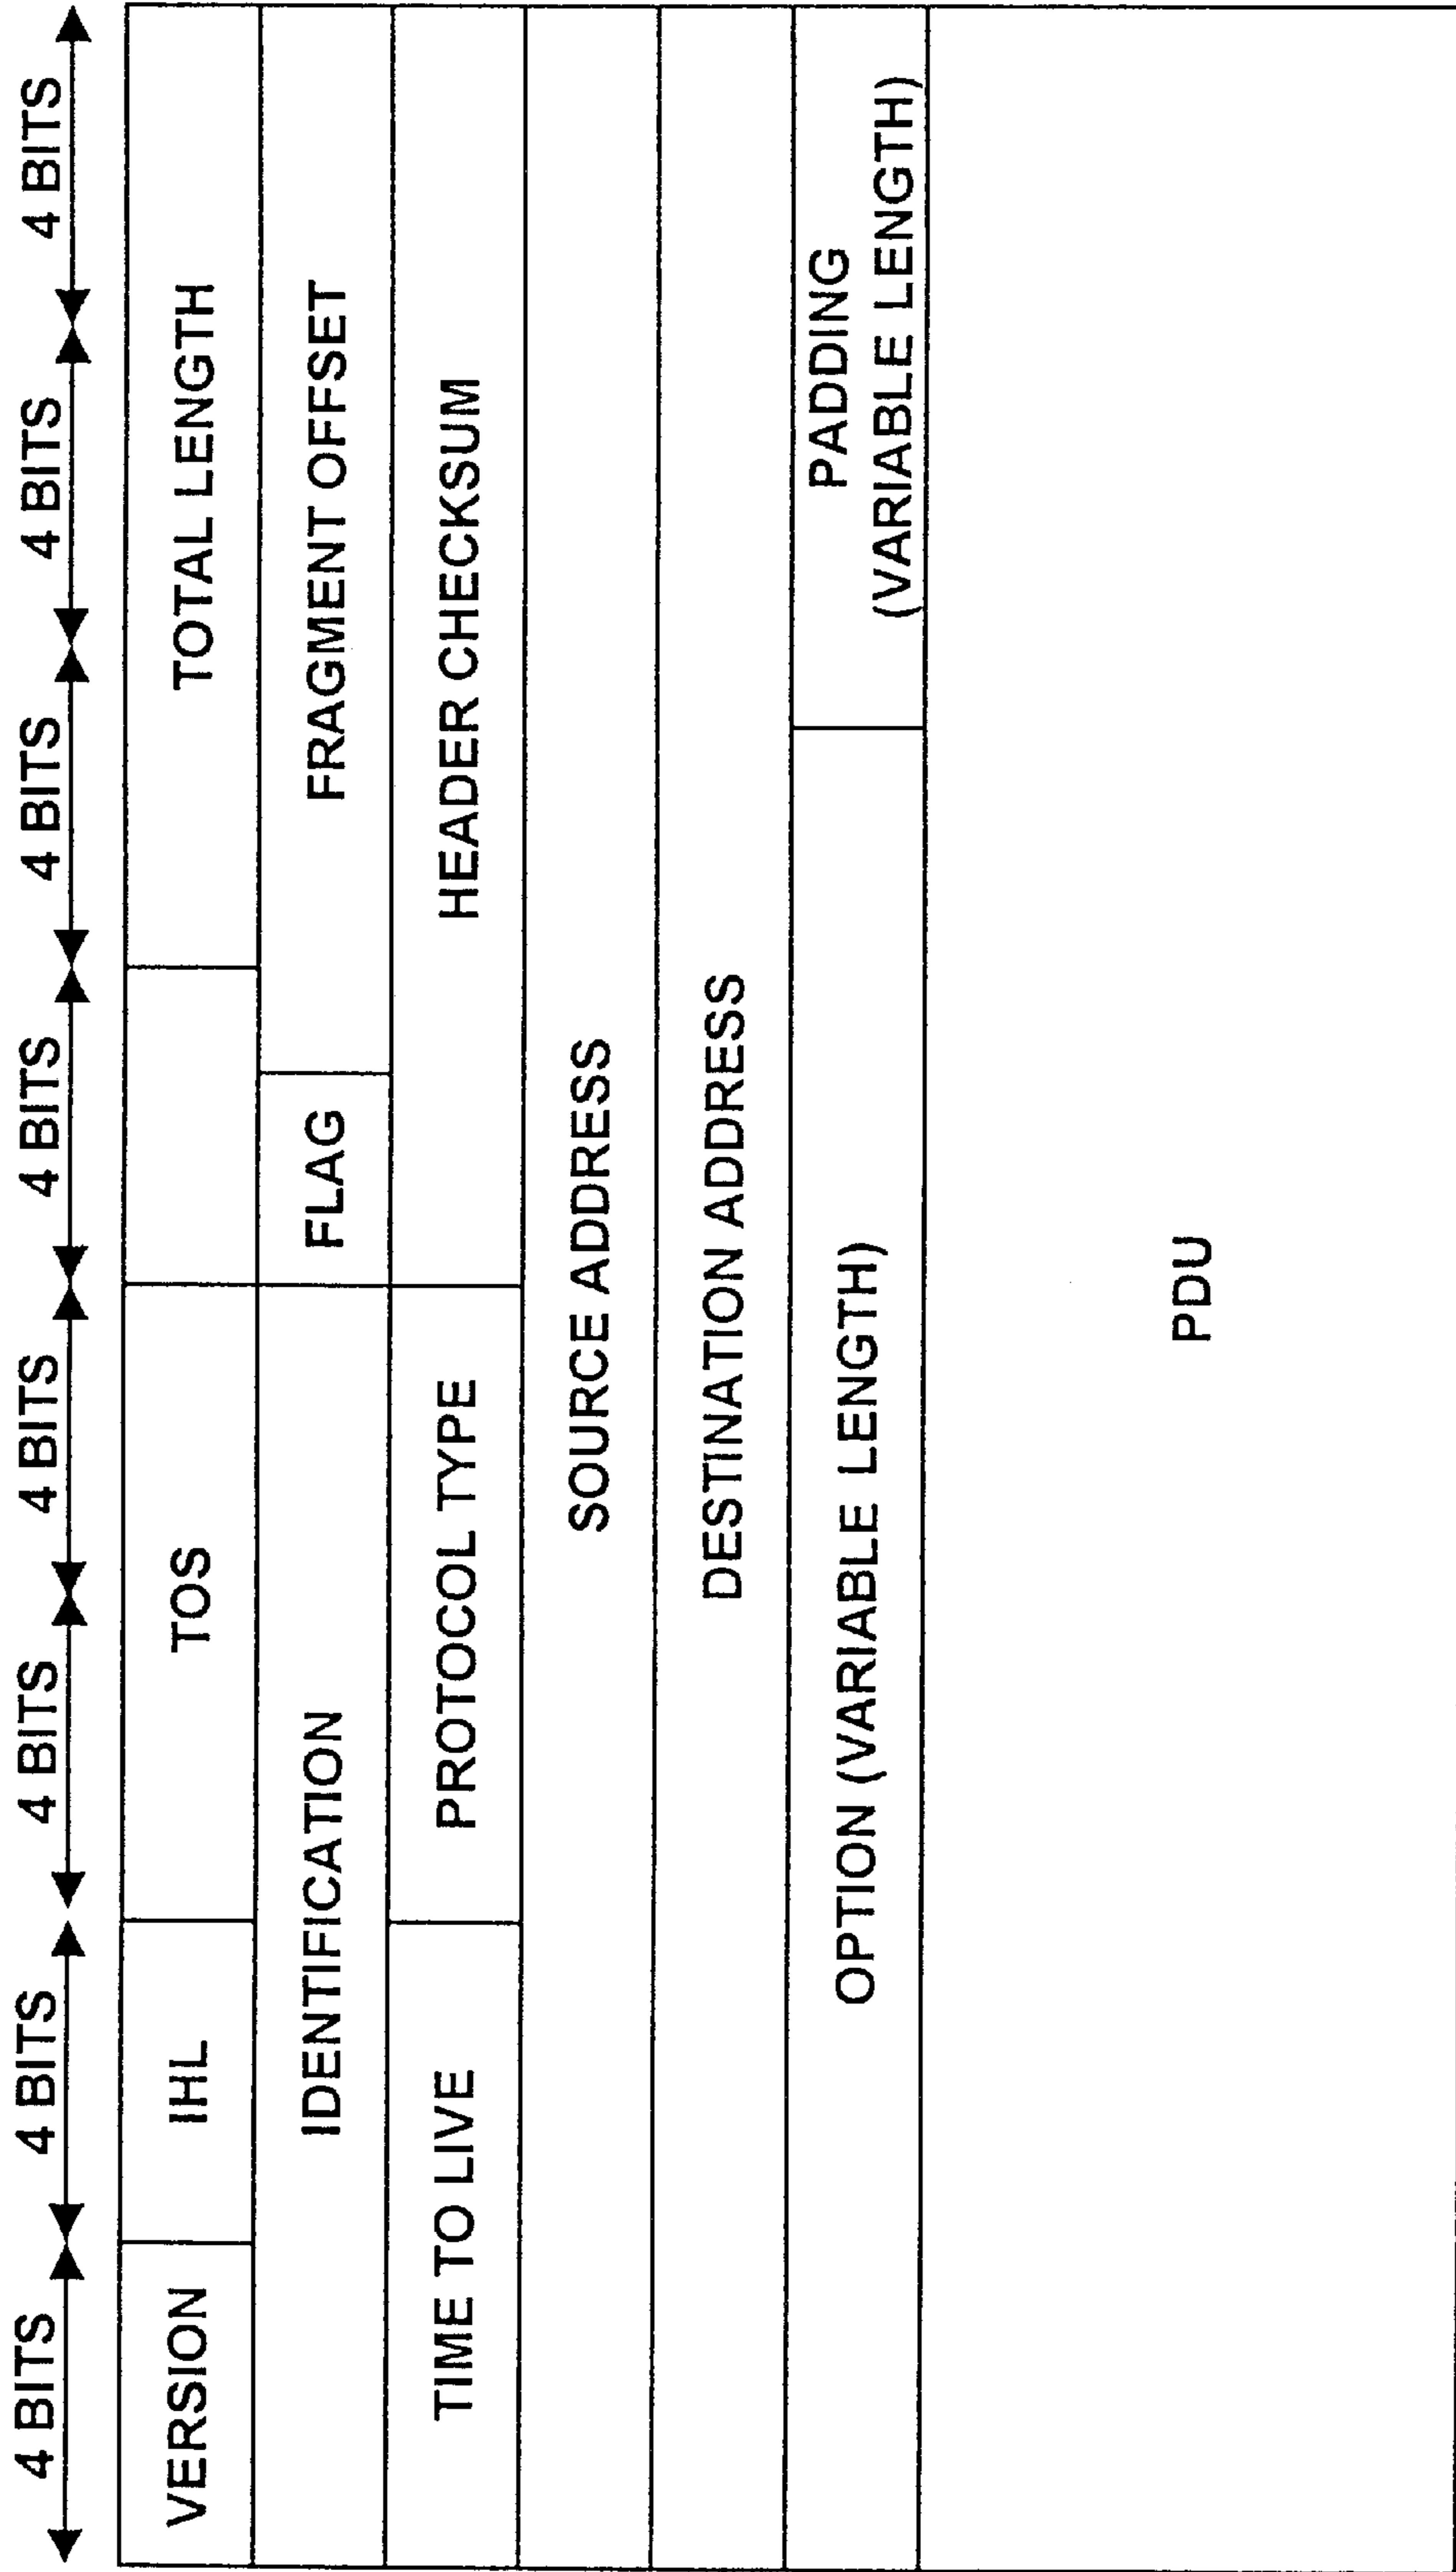 4 BITS 4 BITS 4 BITS 4 BITS 4 BITS 4 BITS 4 BITS 4 BITS
VERSION IHL TOS TOTAL LENGTH
IDENTIFICATION FLAG FRAGMENT OFFSET
TIME TO LIVE PROTOCOL TYPE HEADER CHECKSUM
SOURCE ADDRESS
DESTINATION ADDRESS
OPTION (VARIABLE LENGTH) PADDING
(VARIABLE LENGTH)
PDU